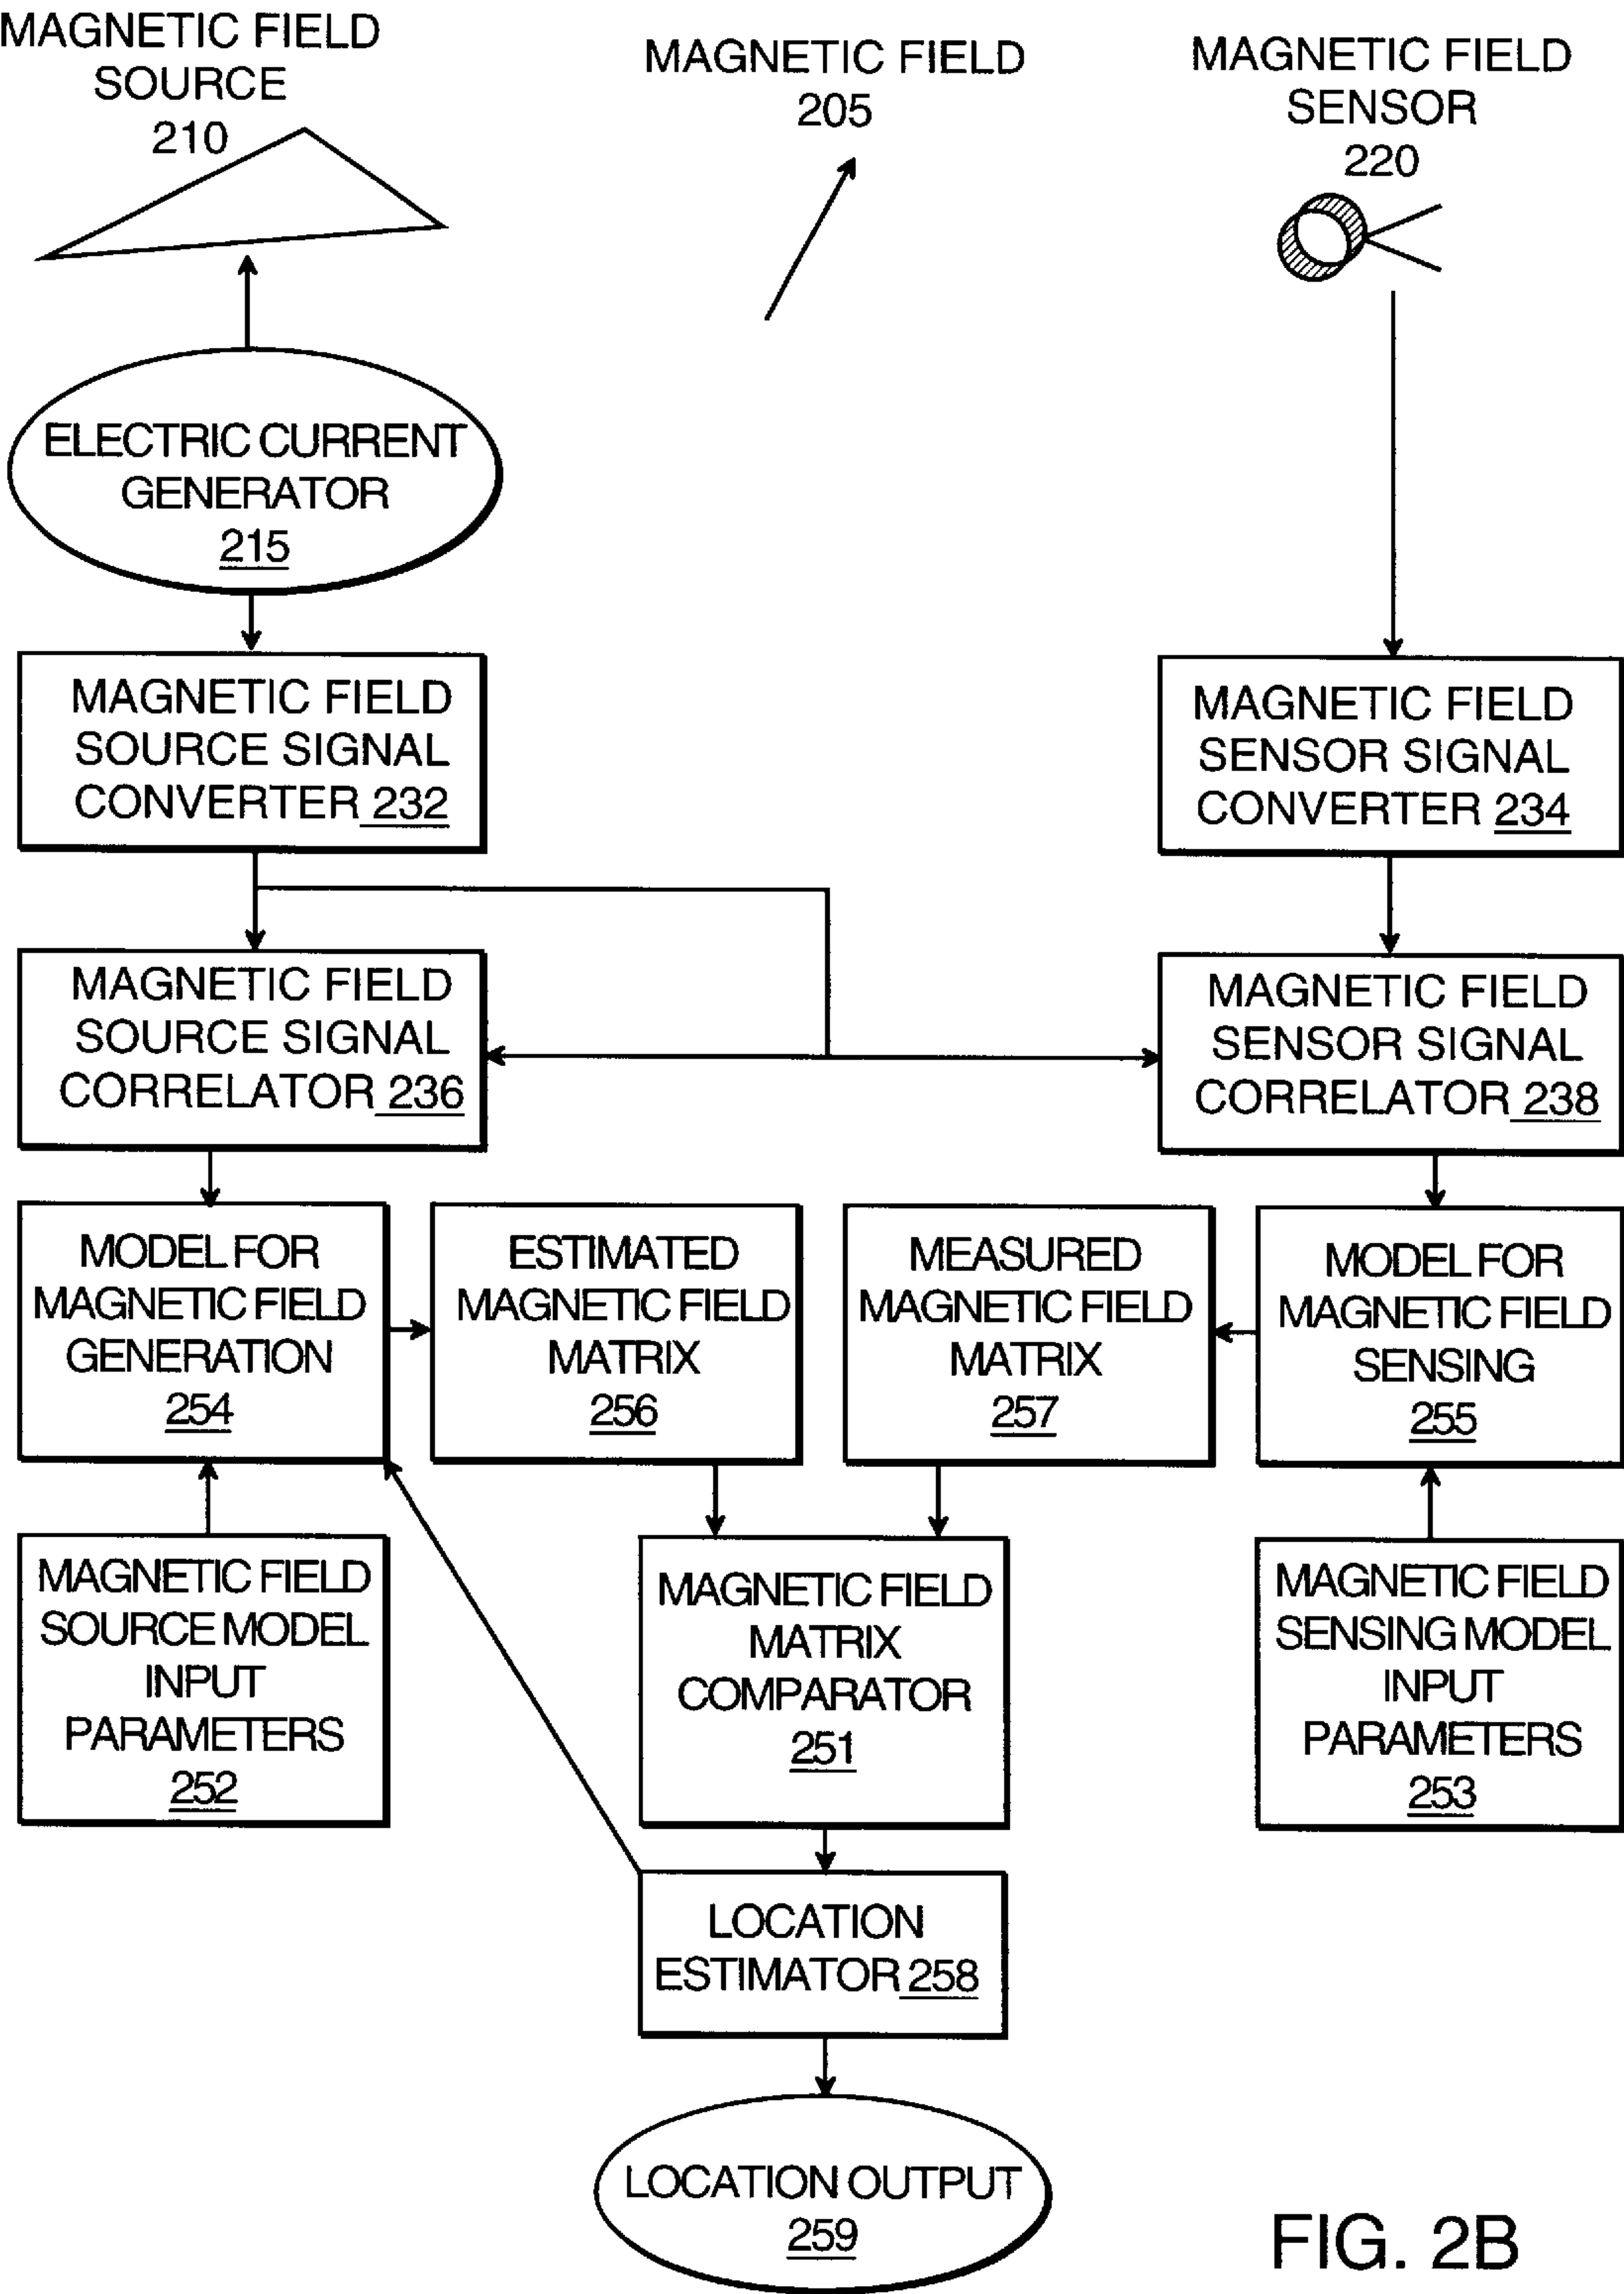 MAGNETIC FIELD
SOURCE
210
MAGNETIC FIELD
205
MAGNETIC FIELD
SENSOR
220
ELECTRIC CURRENT
GENERATOR
215
MAGNETIC FIELD
SOURCE SIGNAL
CONVERTER 232
MAGNETIC FIELD
SENSOR SIGNAL
CONVERTER 234
MAGNETIC FIELD
SOURCE SIGNAL
CORRELATOR 236
MAGNETIC FIELD
SENSOR SIGNAL
CORRELATOR 238
MODEL FOR
MAGNETIC FIELD
GENERATION
254
ESTIMATED
MAGNETIC FIELD
MATRIX
256
MEASURED
MAGNETIC FIELD
MATRIX
257
MODEL FOR
MAGNETIC FIELD
SENSING
255
MAGNETIC FIELD
SOURCE MODEL
INPUT
PARAMETERS
252
MAGNETIC FIELD
MATRIX
COMPARATOR
251
MAGNETIC FIELD
SENSING MODEL
INPUT
PARAMETERS
253
LOCATION
ESTIMATOR 258
LOCATION OUTPUT
259
FIG. 2B